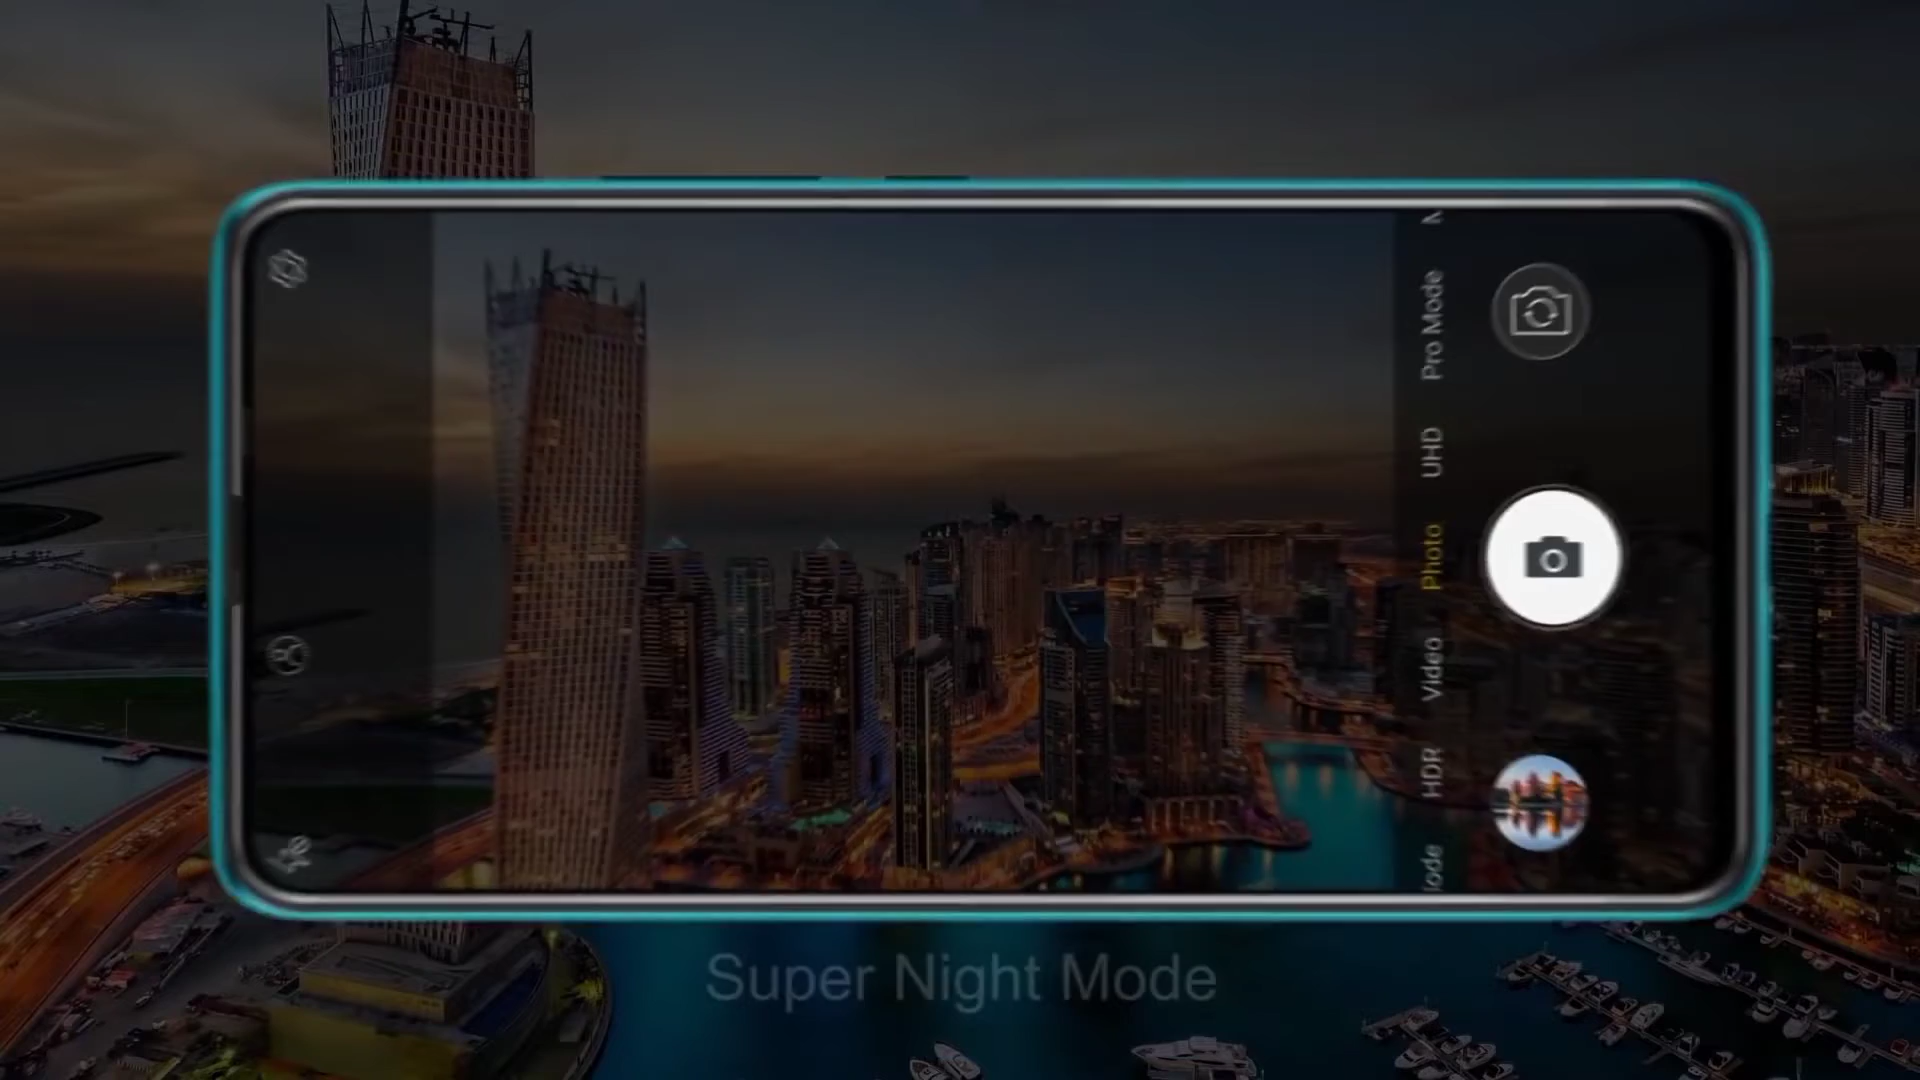 Pro Mode
UHD
Photo
Video
HDR
Super Night Mode